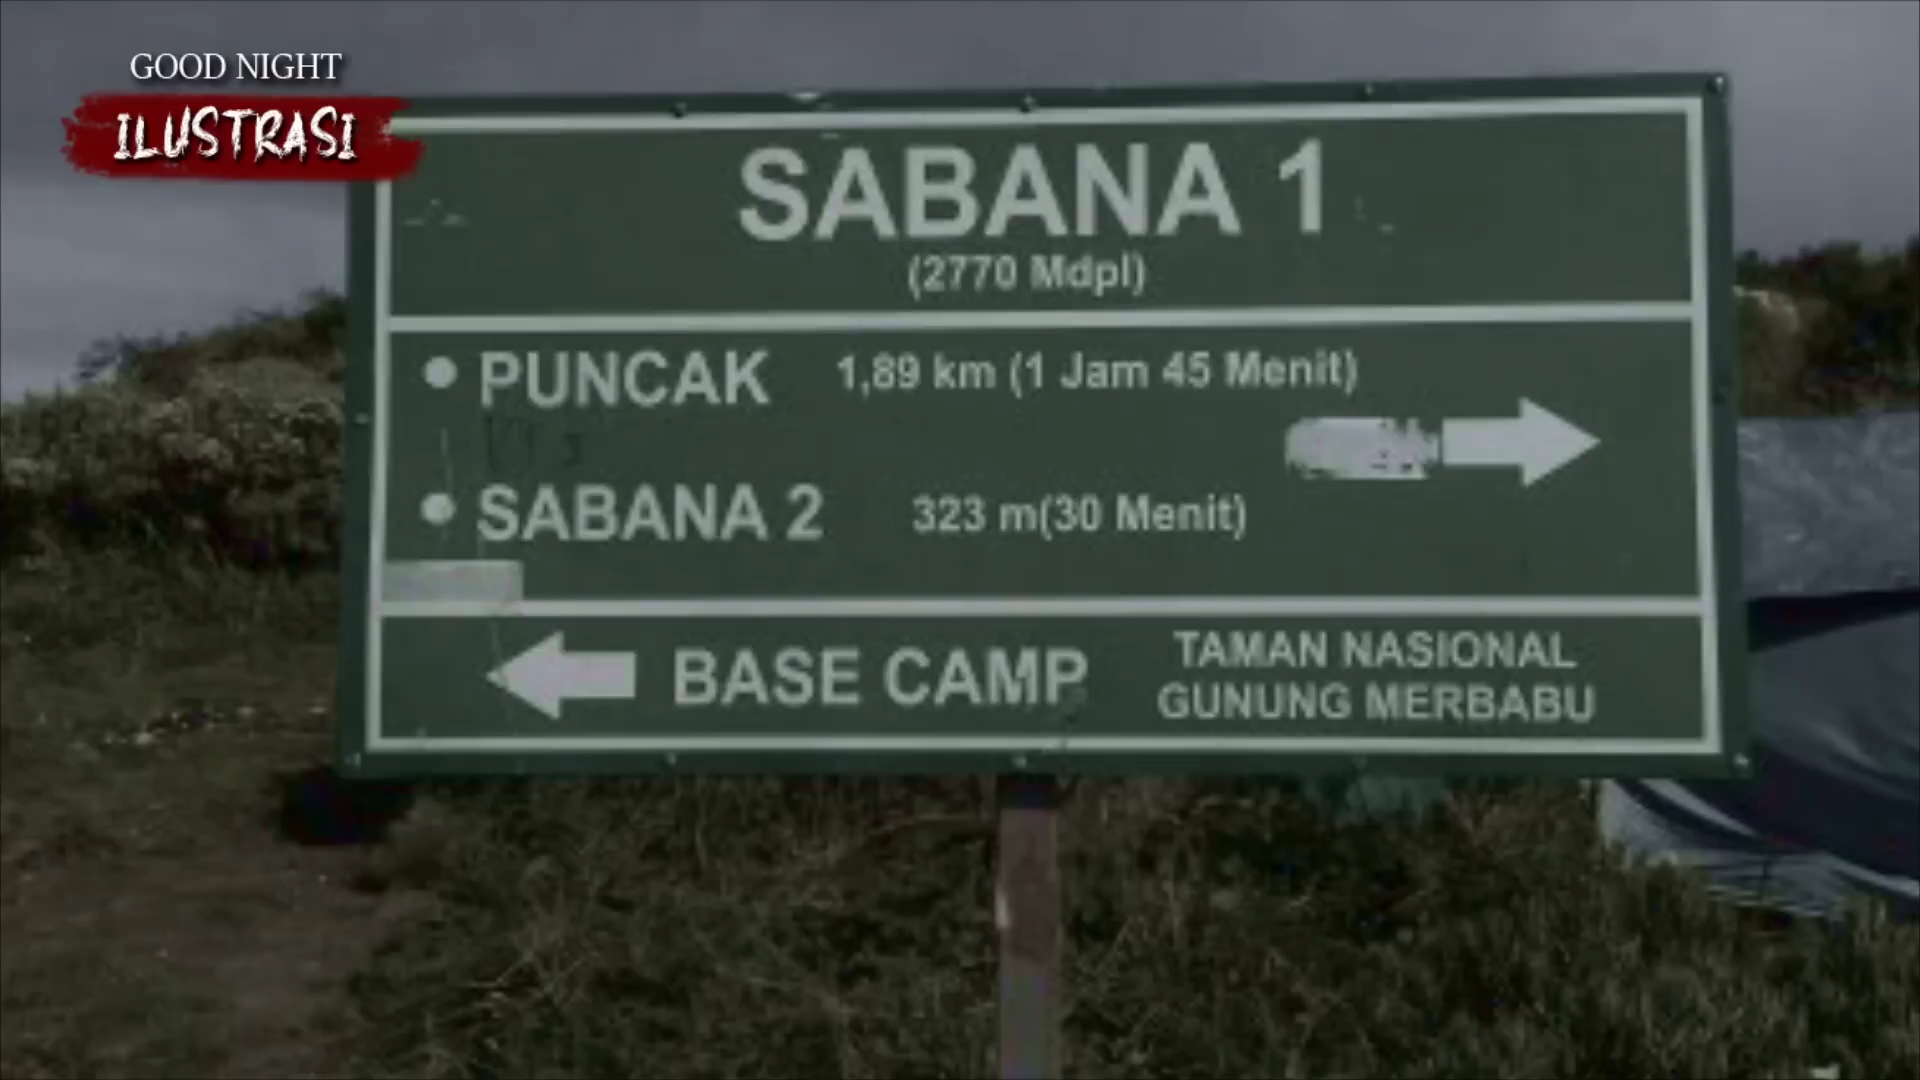 GOOD NIGHT
ILUSTRASI
SABANA 1
(2770 Mdpl)
PUNCAK 1,89 km (1 Jam 45 Menit)
SABANA 2 323 m(30 Menit)
BASE CAMP
TAMAN NASIONAL
GUNUNG MERBABU